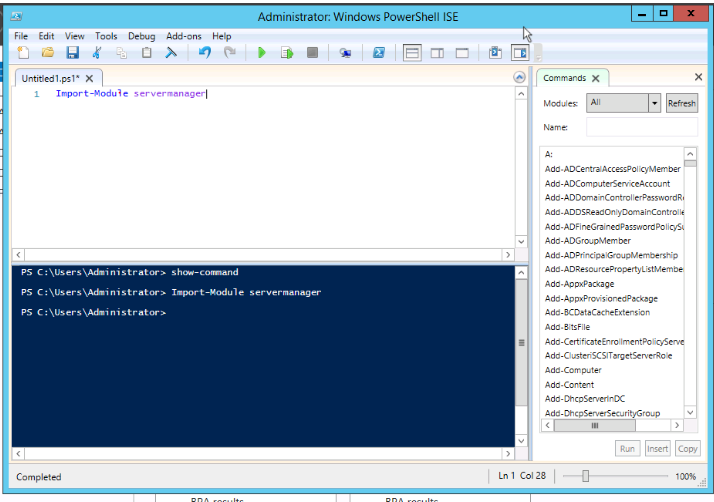 Administrator: Windows PowerShell ISE
File Edit View Tools Debug Add-ons Help
Untitled1.ps1* X
1 Import-Module servermanager
PS C:\Users\Administrator> show-command
PS C:\Users\Administrator> Import-Module servermanager
PS C:\Users\Administrator>
Commands X
Modules: All Refresh
Name:
A:
Add-ADCentralAccessPolicyMember
Add-ADComputerServiceAccount
Add-ADDomainControllerPasswordR
Add-ADDSReadOnlyDomainControlle
Add-ADFineGrainedPasswordPolicySu
Add-ADGroupMember
Add-ADPrincipalGroupMembership
Add-ADResourcePropertyListMembe
Add-AppxPackage
Add-AppxProvisionedPackage
Add-BCDataCacheExtension
Add-BitsFile
Add-CertificateEnrollmentPolicyServe
Add-ClusteriSCSITargetServerRole
Add-Computer
Add-Content
Add-DhcpServerInDC
Add-DhcpServerSecurityGroup
Run Insert Copy
Completed
Ln 1 Col 28 100%
BPA results BPA results